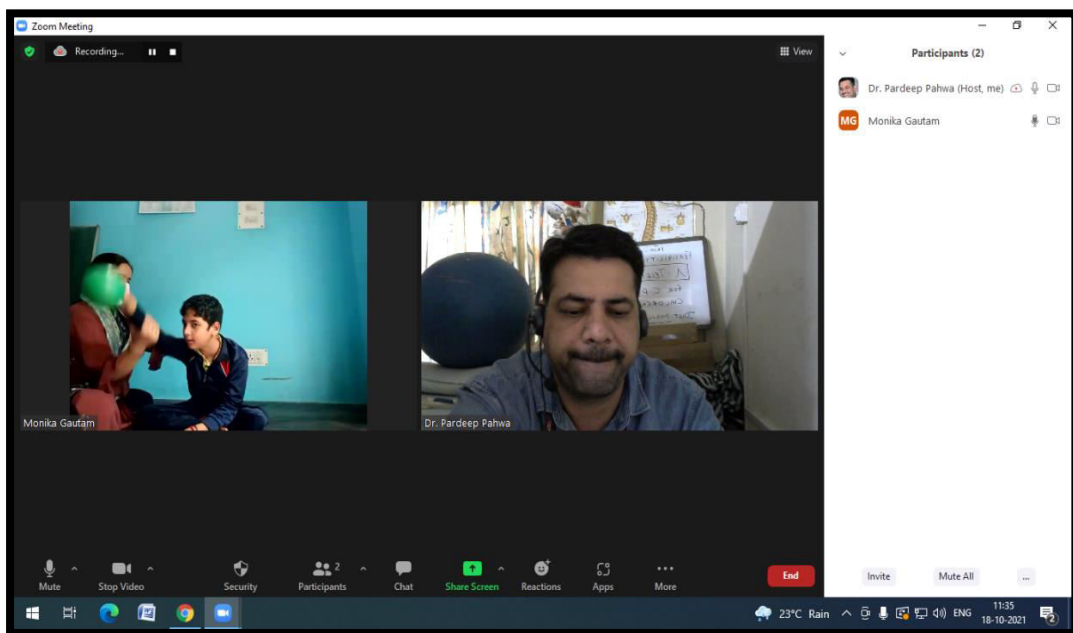 Zoom Meeting
Recording...
View
Participants (2)
Dr. Pardeep Pahwa (Host, me)
MG Monika Gautam
Monika Gautam
Dr. Pardeep Pahwa
Mute
Stop Video
Security
2
Participants
Chat
Share Screen
Reactions
Apps
More
End
Invite
Mute All
...
23°C Rain
ENG
11:35
18-10-2021
2